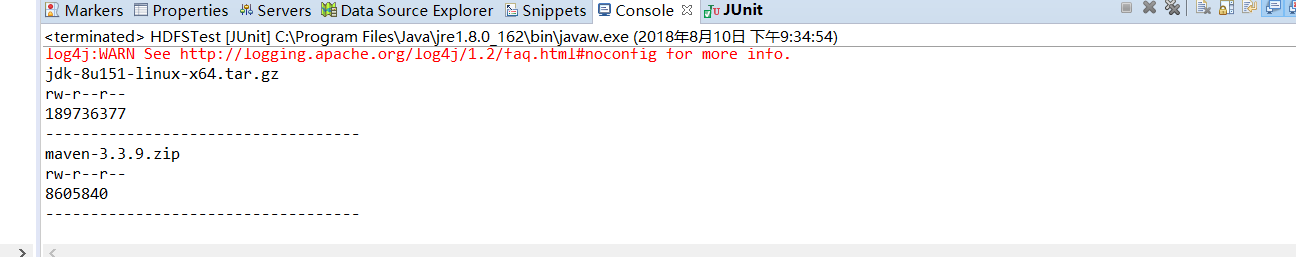 Markers Properties Servers Data Source Explorer Snippets Console JUnit
<terminated> HDFSTest [JUnit] C:\Program Files\Java\jre1.8.0_162\bin\javaw.exe (2018年8月10日 下午9:34:54)
log4j:WARN See http://logging.apache.org/log4j/1.2/faq.html#noconfig for more info.
jdk-8u151-linux-x64.tar.gz
rw-r--r--
189736377
-----------------------------------
maven-3.3.9.zip
rw-r--r--
8605840
-----------------------------------